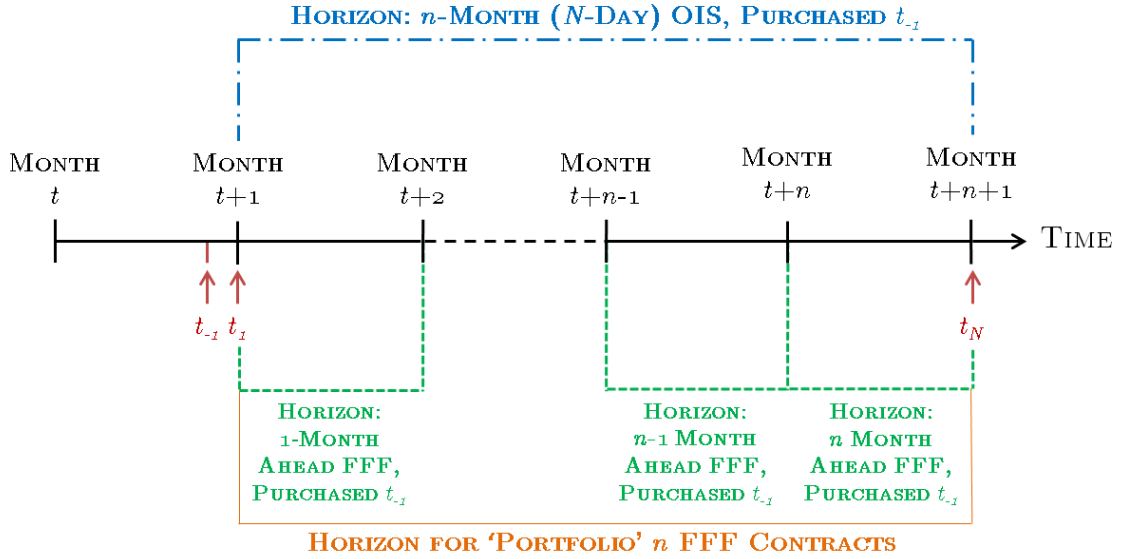 Horizon: n-Month (N-Day) OIS, Purchased t₋₁
Month
t
Month
t+1
Month
t+2
Month
t+n-1
Month
t+n
Month
t+n+1
Time
t₋₁
t₁
t_N
Horizon:
1-Month
Ahead FFF,
Purchased t₋₁
Horizon:
n-1 Month
Ahead FFF,
Purchased t₋₁
Horizon:
n Month
Ahead FFF,
Purchased t₋₁
Horizon for ‘Portfolio’ n FFF Contracts